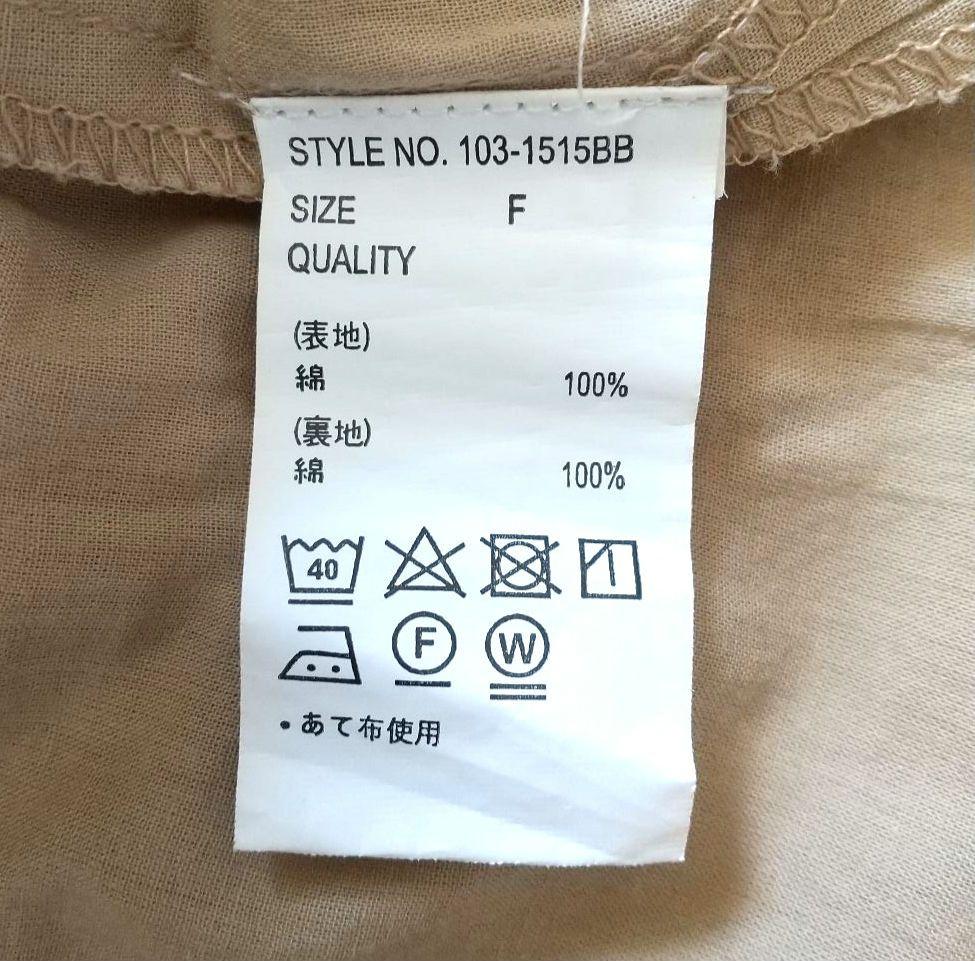 STYLE NO. 103-1515BB
SIZE F
QUALITY
(表地)
綿 100%
(裏地)
綿 100%
40
F W
• あて布使用